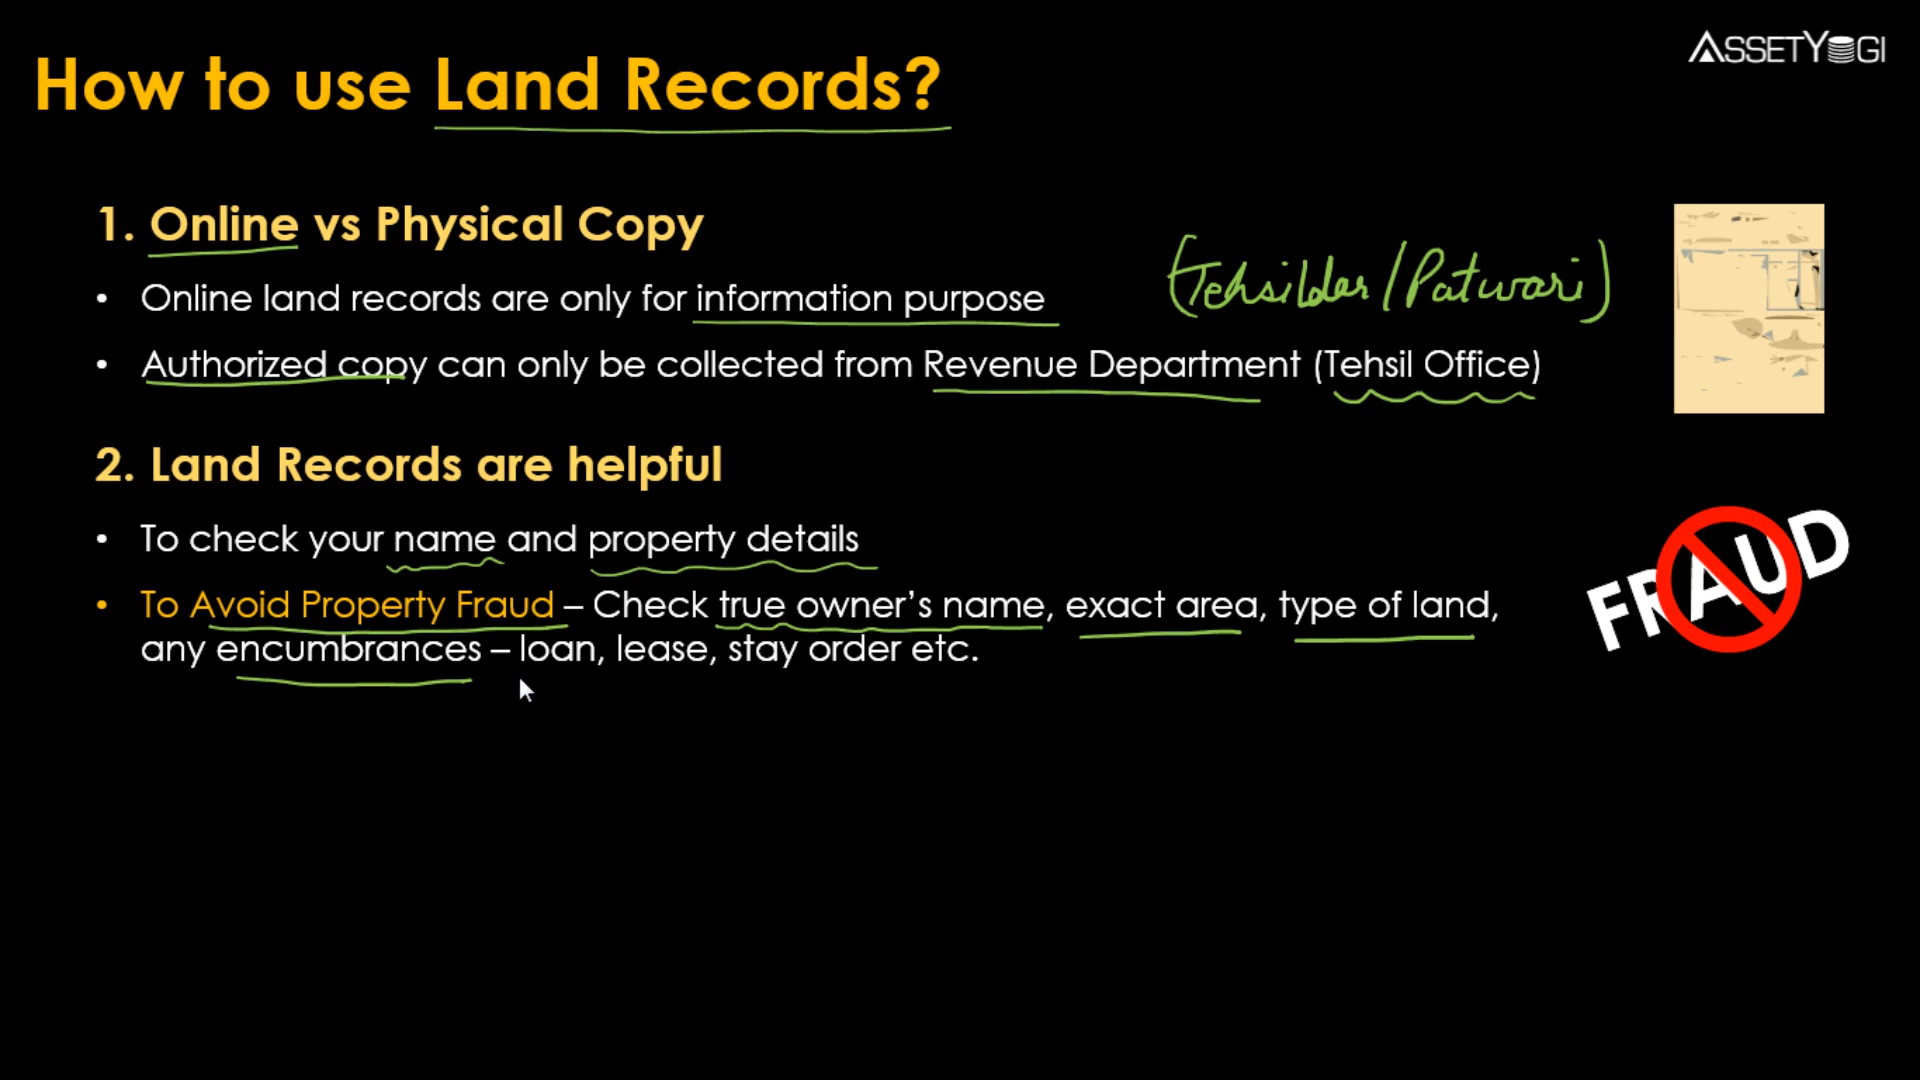 ASSETYOGI
How to use Land Records?
1. Online vs Physical Copy
• Online land records are only for information purpose
(Tehsildar/Patwari)
• Authorized copy can only be collected from Revenue Department (Tehsil Office)
2. Land Records are helpful
• To check your name and property details
• To Avoid Property Fraud – Check true owner’s name, exact area, type of land,
any encumbrances – loan, lease, stay order etc.
FRAUD